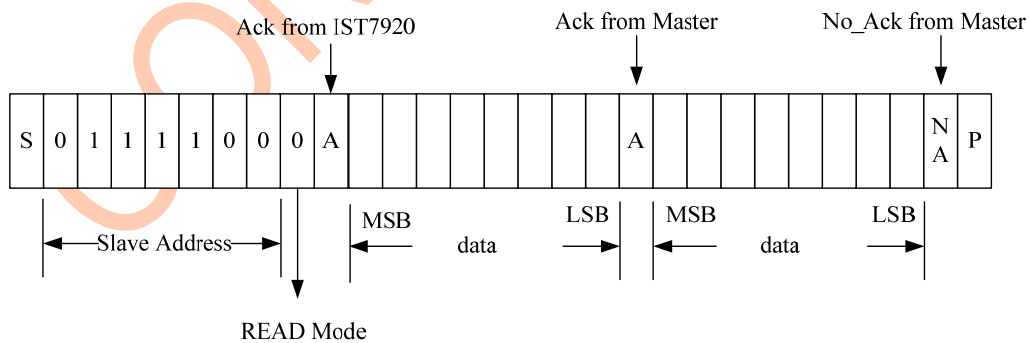 Ack from IST7920 Ack from Master No_Ack from Master
S 0 1 1 1 1 0 0 0 A A N A P
MSB LSB MSB LSB
Slave Address data data
READ Mode